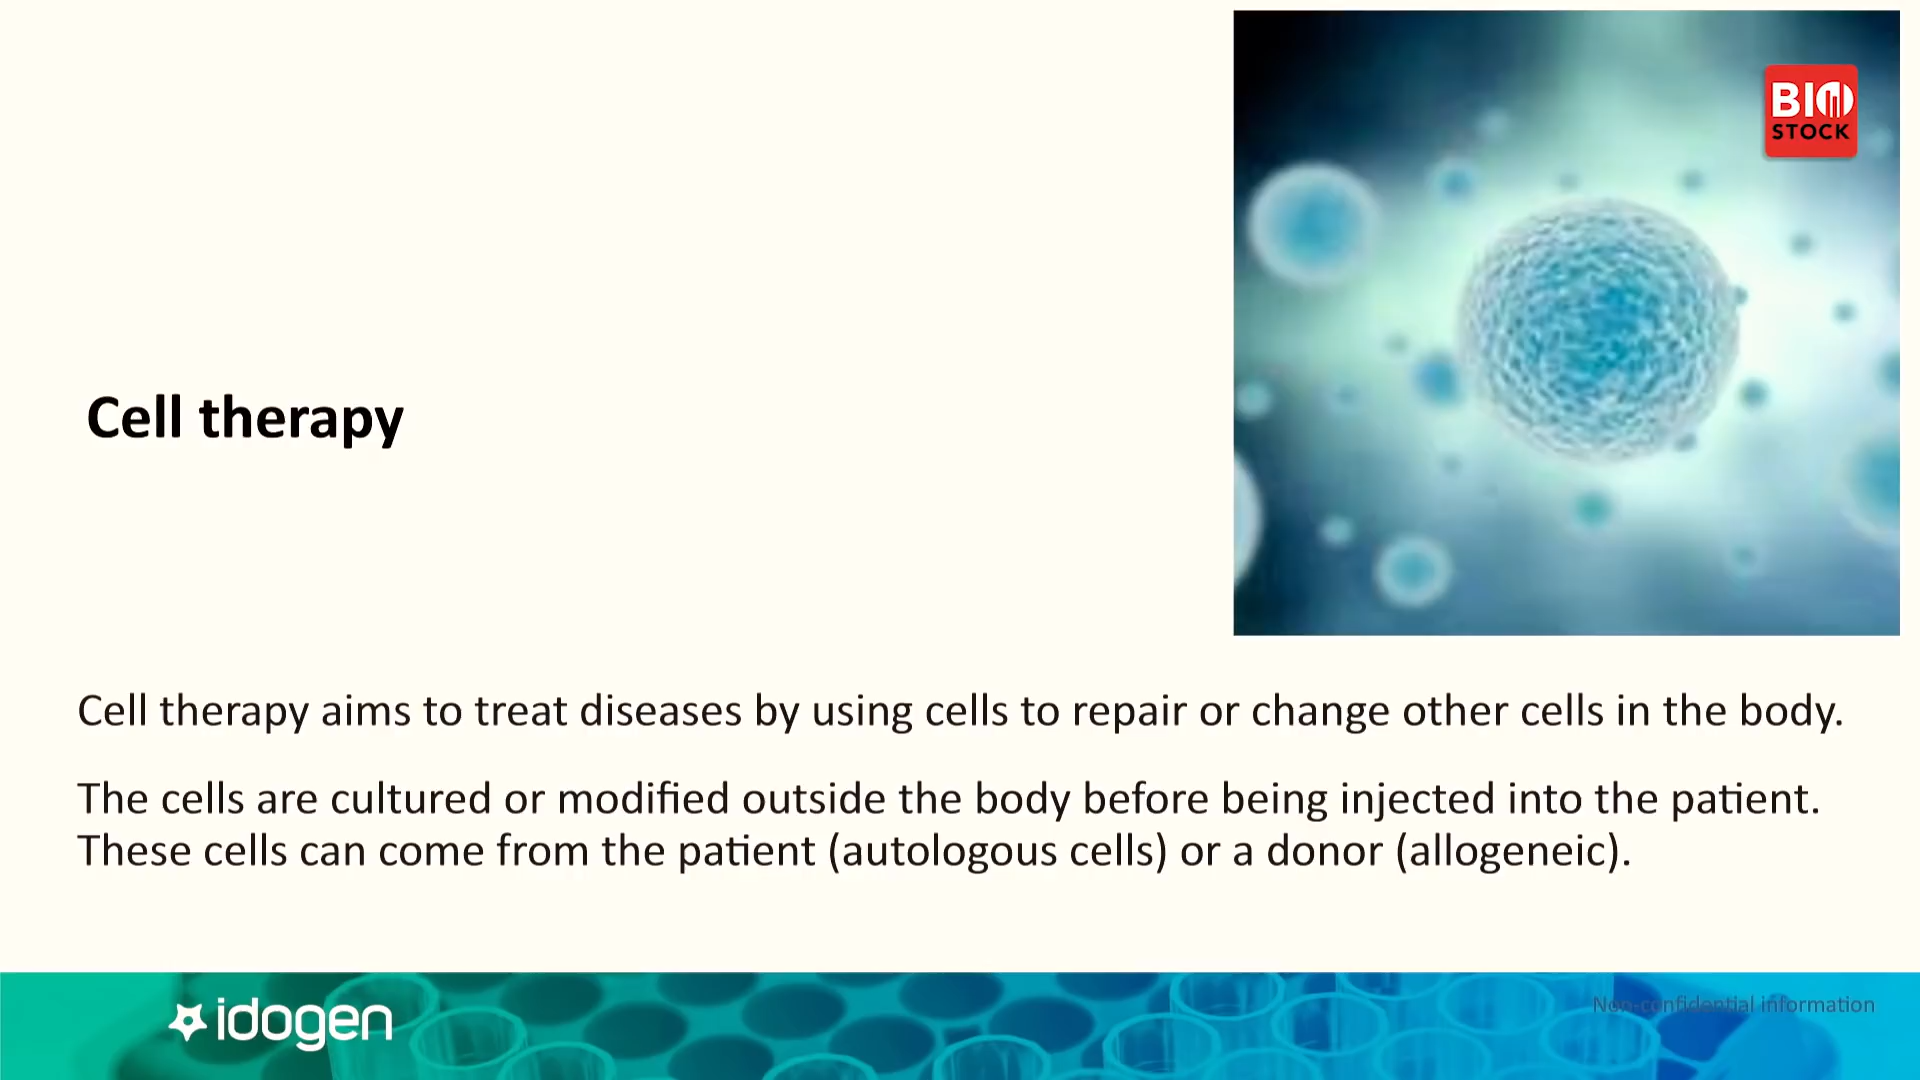 BIO
STOCK
Cell therapy
Cell therapy aims to treat diseases by using cells to repair or change other cells in the body.
The cells are cultured or modified outside the body before being injected into the patient.
These cells can come from the patient (autologous cells) or a donor (allogeneic).
idogen
Non-confidential information